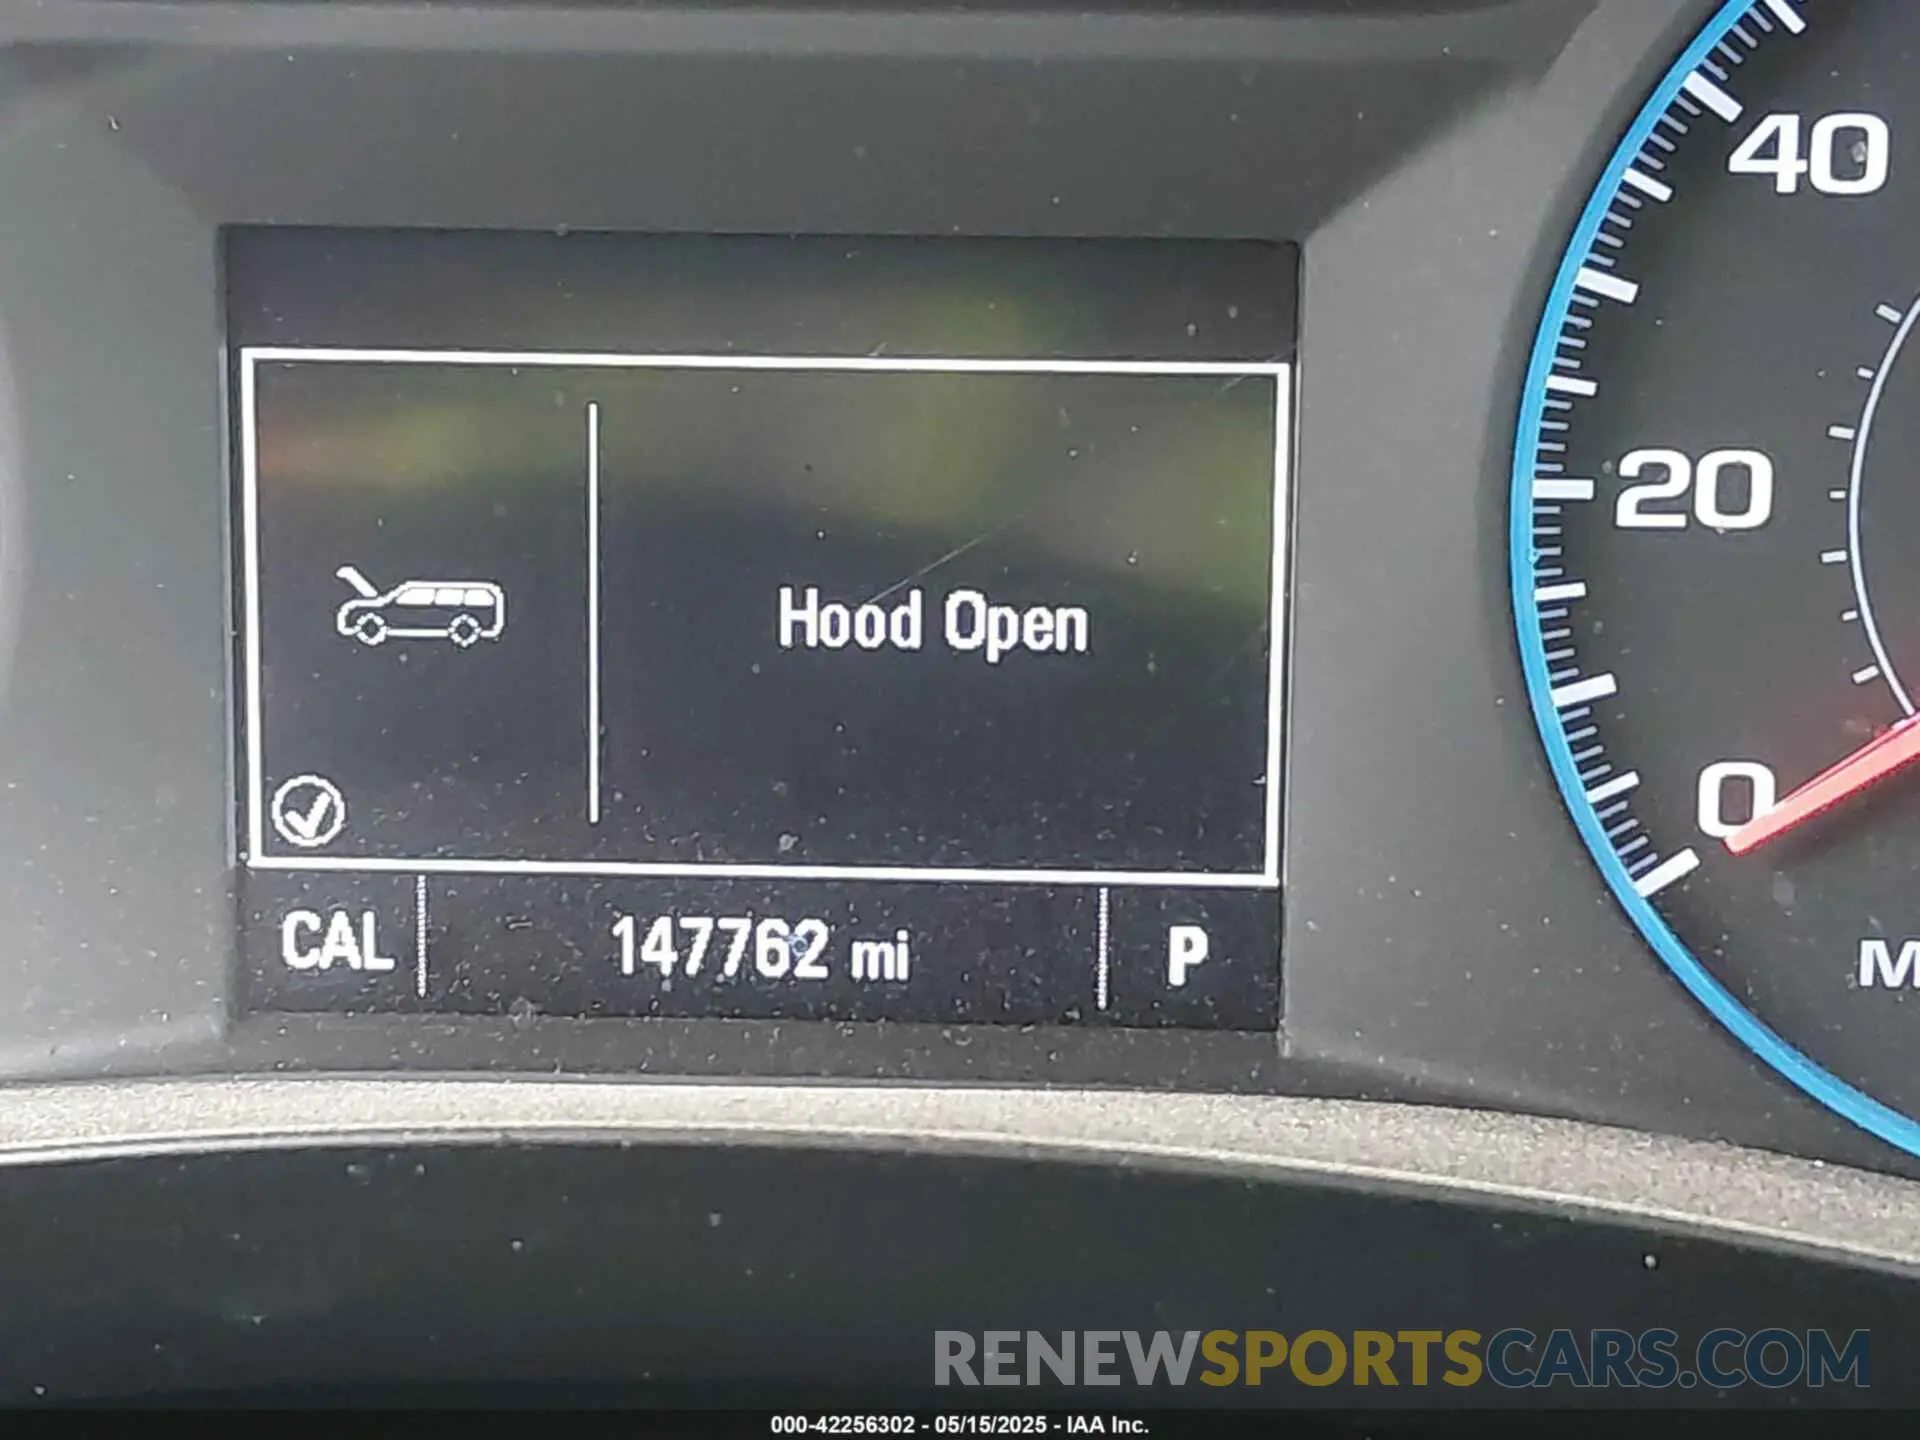 40
20
0
Hood Open
CAL 147762 mi P
RENEWSPORTSCARS.COM
000-42256302 - 05/15/2025 - IAA Inc.